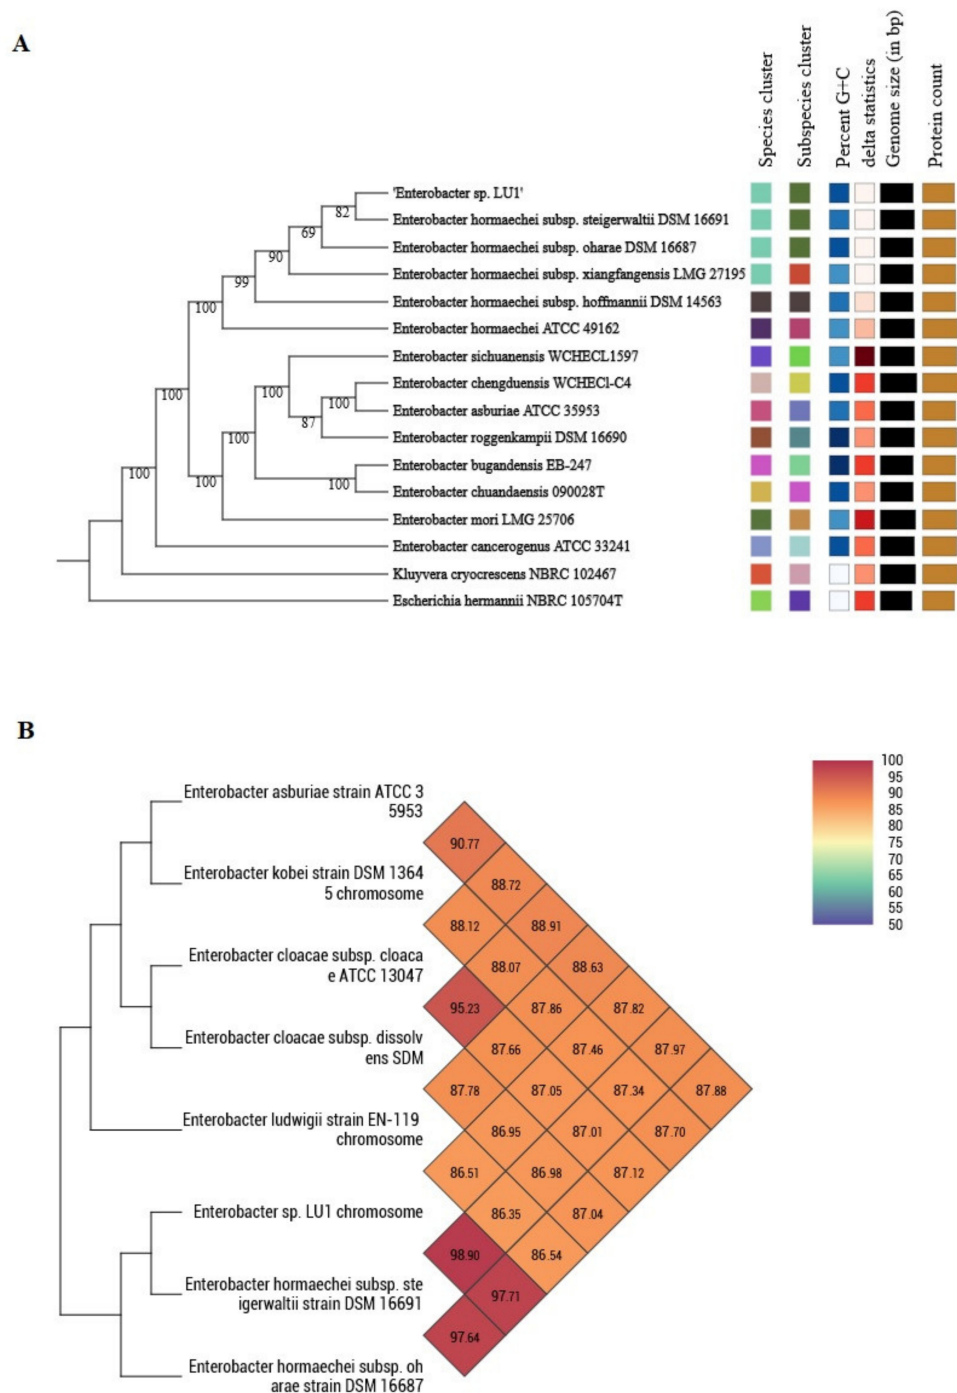 A
Species cluster
Subspecies cluster
Percent G+C
delta statistics
Genome size (in bp)
Protein count
'Enterobacter sp. LU1'
82
Enterobacter hormaechei subsp. steigerwaltii DSM 16691
69
Enterobacter hormaechei subsp. oharae DSM 16687
90
Enterobacter hormaechei subsp. xiangfangensis LMG 27195
99
Enterobacter hormaechei subsp. hoffmannii DSM 14563
100
Enterobacter hormaechei ATCC 49162
Enterobacter sichuanensis WCHECL1597
Enterobacter chengduensis WCHECl-C4
100
100
100
Enterobacter asburiae ATCC 35953
87
Enterobacter roggenkampii DSM 16690
100
Enterobacter bugandensis EB-247
100
100
100
Enterobacter chuandaensis 090028T
Enterobacter mori LMG 25706
Enterobacter cancerogenus ATCC 33241
Kluyvera cryocrescens NBRC 102467
Escherichia hermannii NBRC 105704T
B
100
95
90
85
80
75
70
65
60
55
50
Enterobacter asburiae strain ATCC 3
5953
90.77
Enterobacter kobei strain DSM 1364
5 chromosome
88.72
88.12
88.91
Enterobacter cloacae subsp. cloaca
e ATCC 13047
88.07
88.63
95.23
87.86
87.82
Enterobacter cloacae subsp. dissolv
ens SDM
87.66
87.46
87.97
87.78
87.05
87.34
87.88
Enterobacter ludwigii strain EN-119
chromosome
86.95
87.01
87.70
86.51
86.98
87.12
Enterobacter sp. LU1 chromosome
86.35
87.04
98.90
86.54
Enterobacter hormaechei subsp. ste
igerwaltii strain DSM 16691
97.71
97.64
Enterobacter hormaechei subsp. oh
arae strain DSM 16687